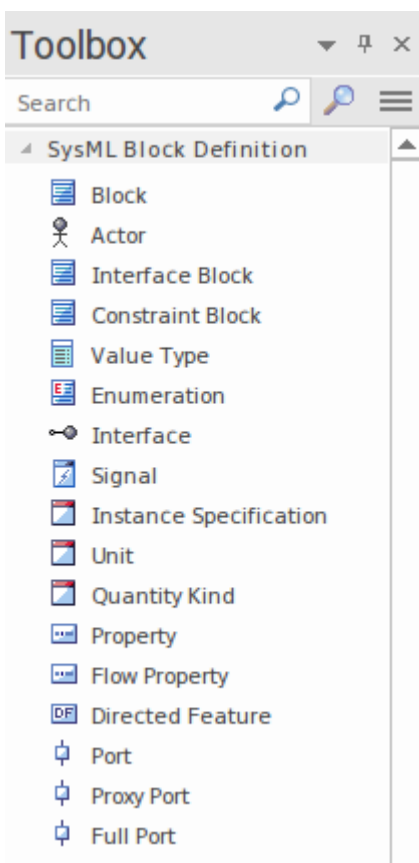 Toolbox
Search
SysML Block Definition
Block
Actor
Interface Block
Constraint Block
Value Type
Enumeration
Interface
Signal
Instance Specification
Unit
Quantity Kind
Property
Flow Property
DF Directed Feature
Port
Proxy Port
Full Port